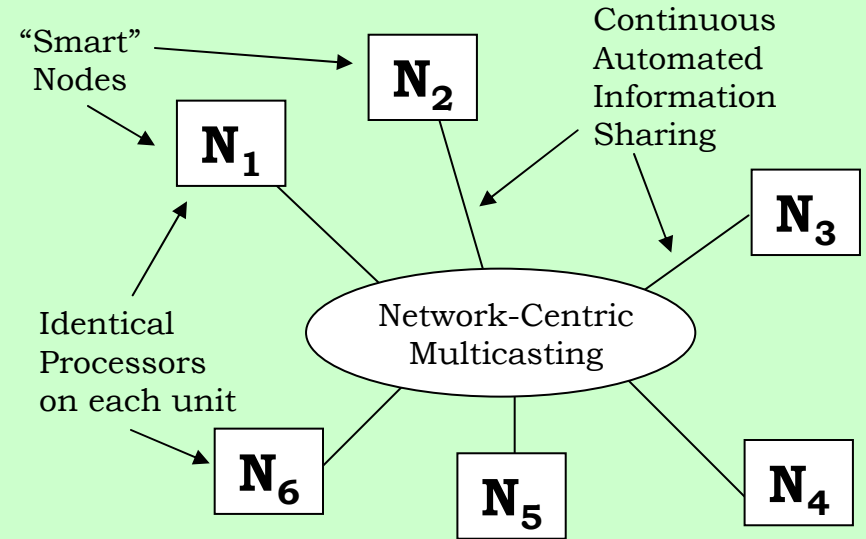 “Smart”
Nodes
Continuous
Automated
Information
Sharing
N₂
N₁
N₃
Network-Centric
Multicasting
Identical
Processors
on each unit
N₆
N₅
N₄